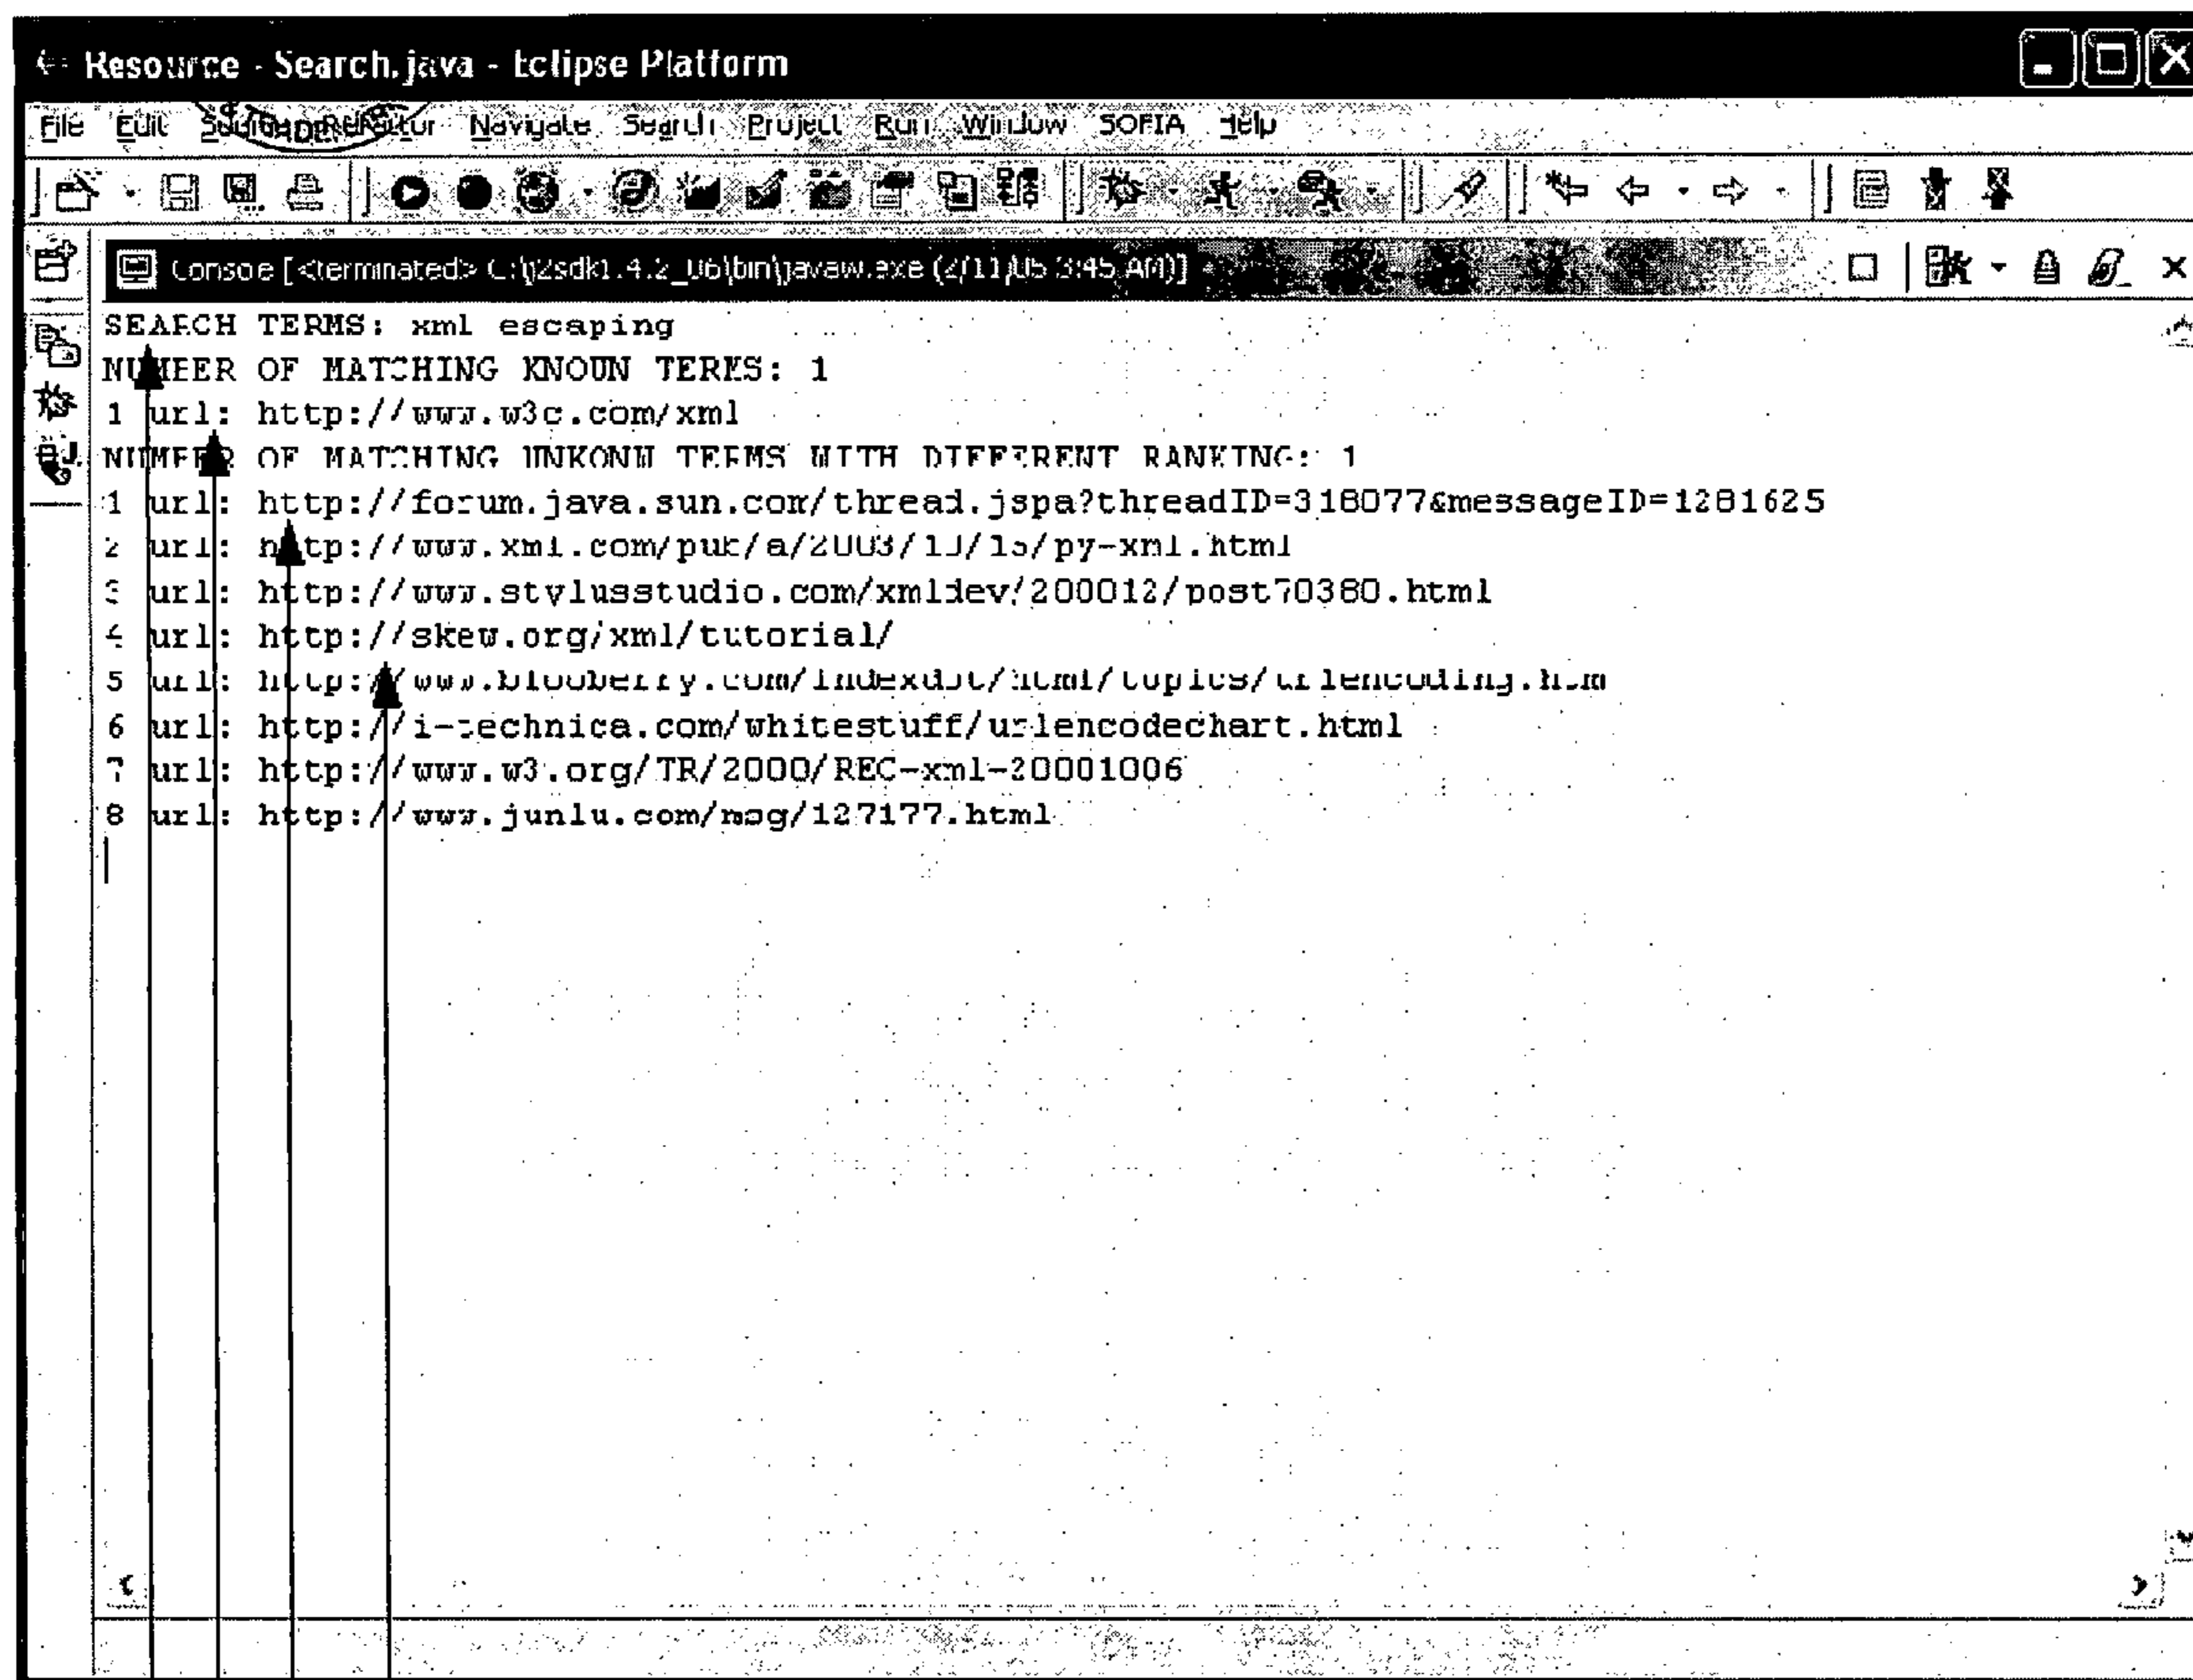 Resource - Search.java - Eclipse Platform
File Edit Navigate Search Project Run Window SOFIA Help
Console [<terminated> C:\j2sdk1.4.2_06\bin\javaw.exe (2/11/05 3:45 AM)]
SEARCH TERMS: xml escaping
NUMBER OF MATCHING KNOWN TERMS: 1
1 url: http://www.w3c.com/xml
NUMBER OF MATCHING UNKONW TERMS WITH DIFFERENT RANKING: 1
1 url: http://forum.java.sun.com/thread.jspa?threadID=318077&messageID=1281625
2 url: http://www.xml.com/pub/a/2003/10/15/py-xml.html
3 url: http://www.stylusstudio.com/xmldev/200012/post70380.html
4 url: http://skew.org/xml/tutorial/
5 url: http://www.blooberry.com/indexdot/html/topics/urlencoding.htm
6 url: http://i-technica.com/whitestuff/urlencodechart.html
7 url: http://www.w3.org/TR/2000/REC-xml-20001006
8 url: http://www.junlu.com/msg/127177.html